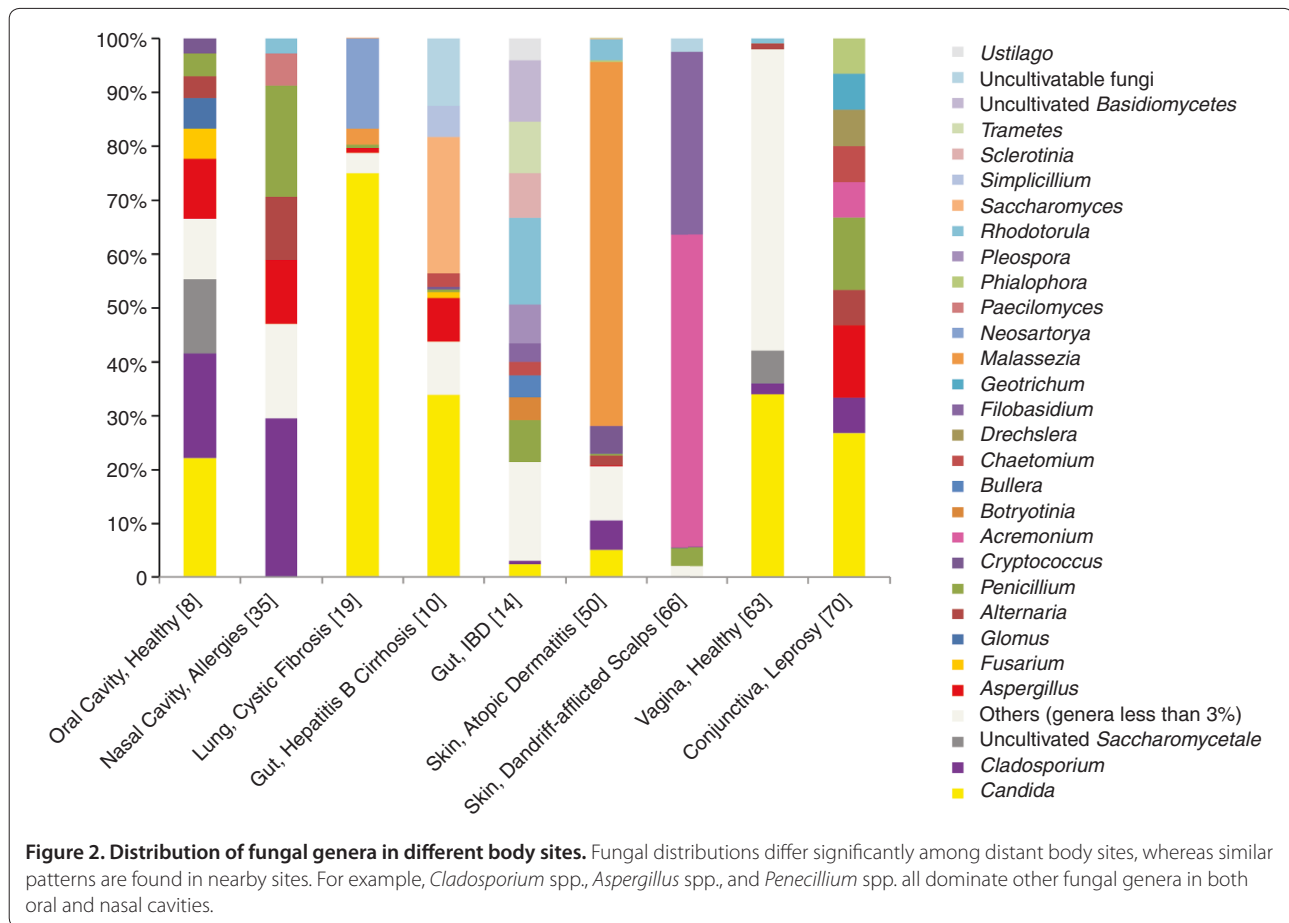 100%
90%
80%
70%
60%
50%
40%
30%
20%
10%
0
Oral Cavity, Healthy [8]
Nasal Cavity, Allergies [35]
Lung, Cystic Fibrosis [19]
Gut, Hepatitis B Cirrhosis [10]
Gut, IBD [14]
Skin, Atopic Dermatitis [50]
Skin, Dandriff-afflicted Scalps [66]
Vagina, Healthy [63]
Conjunctiva, Leprosy [70]
Ustilago
Uncultivatable fungi
Uncultivated Basidiomycetes
Trametes
Sclerotinia
Simplicillium
Saccharomyces
Rhodotorula
Pleospora
Phialophora
Paecilomyces
Neosartorya
Malassezia
Geotrichum
Filobasidium
Drechslera
Chaetomium
Bullera
Botryotinia
Acremonium
Cryptococcus
Penicillium
Alternaria
Glomus
Fusarium
Aspergillus
Others (genera less than 3%)
Uncultivated Saccharomycetale
Cladosporium
Candida
Figure 2. Distribution of fungal genera in different body sites. Fungal distributions differ significantly among distant body sites, whereas similar
patterns are found in nearby sites. For example, Cladosporium spp., Aspergillus spp., and Penecillium spp. all dominate other fungal genera in both
oral and nasal cavities.